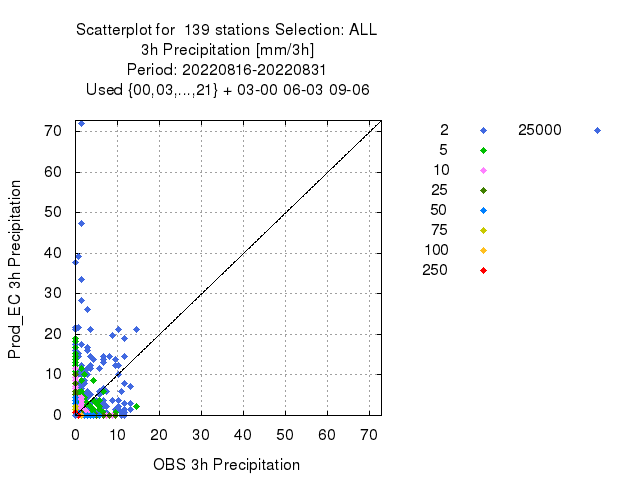 Scatterplot for  139 stations Selection: ALL
3h Precipitation [mm/3h]
Period: 20220816-20220831
Used {00,03,...,21} + 03-00 06-03 09-06
70
60
50
40
30
20
10
0
0 10 20 30 40 50 60 70
Prod_EC 3h Precipitation
OBS 3h Precipitation
2 25000
5
10
25
50
75
100
250